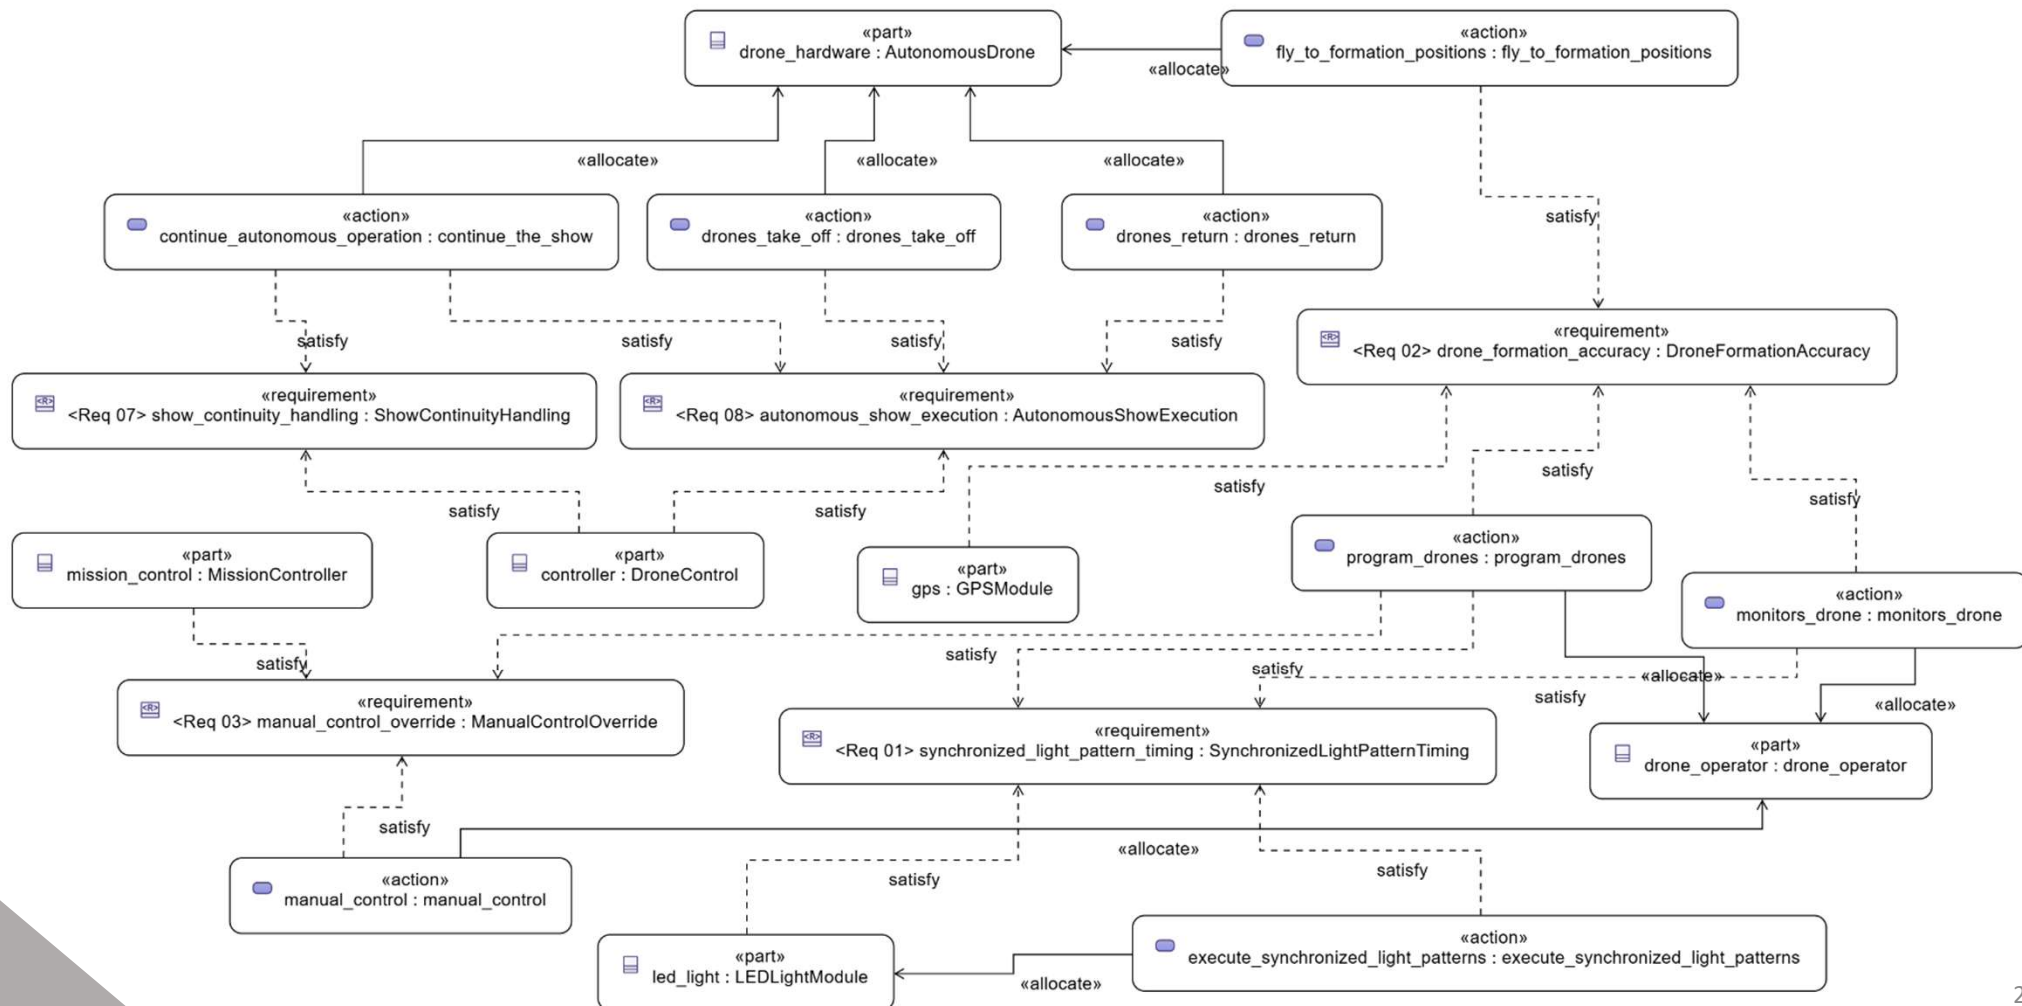 «part»
drone_hardware : AutonomousDrone
«action»
fly_to_formation_positions : fly_to_formation_positions
«allocate»
«allocate»
«allocate»
«allocate»
«action»
continue_autonomous_operation : continue_the_show
«action»
drones_take_off : drones_take_off
«action»
drones_return : drones_return
satisfy
satisfy
satisfy
satisfy
satisfy
«requirement»
<Req 02> drone_formation_accuracy : DroneFormationAccuracy
«requirement»
<Req 07> show_continuity_handling : ShowContinuityHandling
«requirement»
<Req 08> autonomous_show_execution : AutonomousShowExecution
satisfy
satisfy
satisfy
satisfy
satisfy
«part»
mission_control : MissionController
«part»
controller : DroneControl
«part»
gps : GPSModule
«action»
program_drones : program_drones
«action»
monitors_drone : monitors_drone
satisfy
satisfy
satisfy
satisfy
«allocate»
«allocate»
«requirement»
<Req 03> manual_control_override : ManualControlOverride
«requirement»
<Req 01> synchronized_light_pattern_timing : SynchronizedLightPatternTiming
«part»
drone_operator : drone_operator
satisfy
«allocate»
satisfy
satisfy
«action»
manual_control : manual_control
«part»
led_light : LEDLightModule
«action»
execute_synchronized_light_patterns : execute_synchronized_light_patterns
«allocate»
2
<R>
<R>
<R>
<R>
<R>